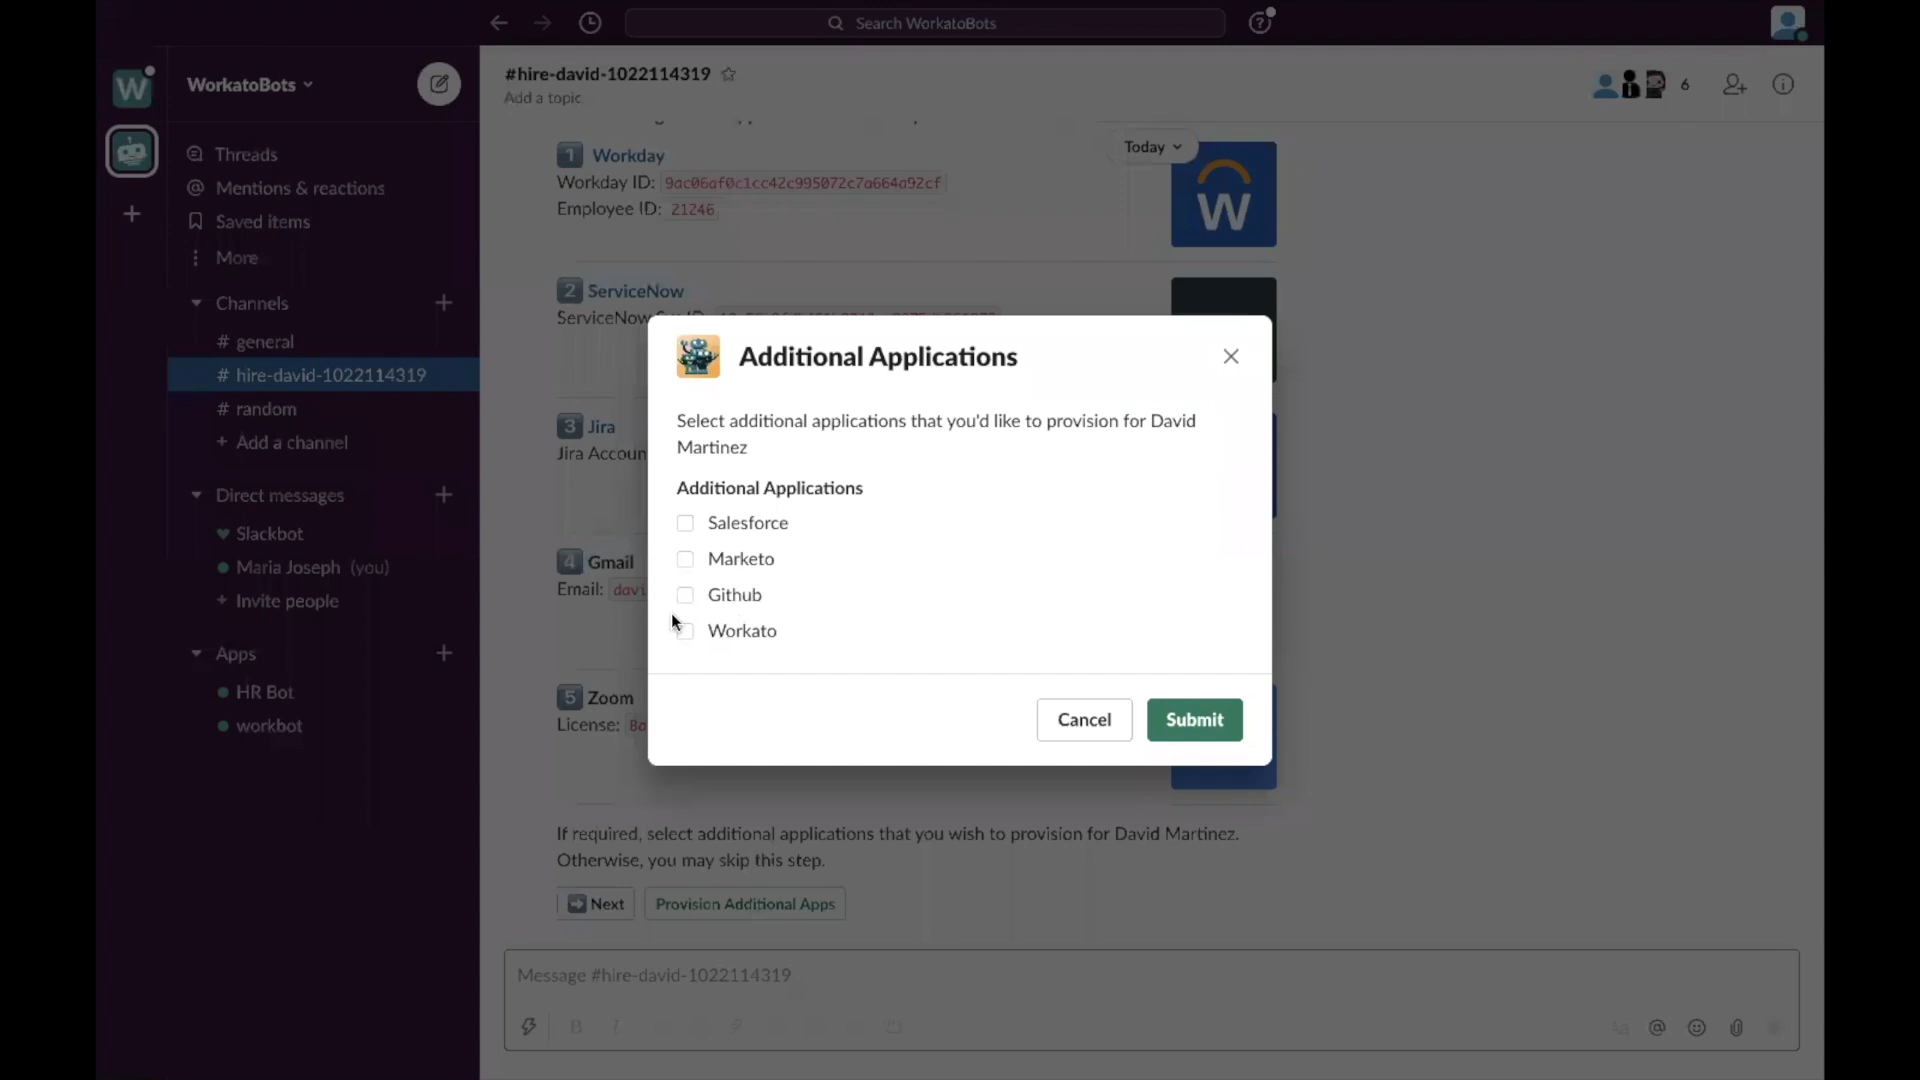 Search WorkatoBots
W
WorkatoBots
Threads
@ Mentions & reactions
Saved items
More
Channels
# general
# hire-david-1022114319
# random
+ Add a channel
Direct messages
Slackbot
Maria Joseph (you)
+ Invite people
Apps
HR Bot
workbot
#hire-david-1022114319
Add a topic
6
Today
1 Workday
Workday ID: 9ac06af0c1cc42c995072c7a664a92cf
Employee ID: 21246
W
2 ServiceNow
ServiceNow
3 Jira
Jira Accoun
4 Gmail
Email: davi
5 Zoom
License: Ba
Additional Applications
Select additional applications that you'd like to provision for David
Martinez
Additional Applications
Salesforce
Marketo
Github
Workato
Cancel
Submit
If required, select additional applications that you wish to provision for David Martinez.
Otherwise, you may skip this step.
Next
Provision Additional Apps
Message #hire-david-1022114319